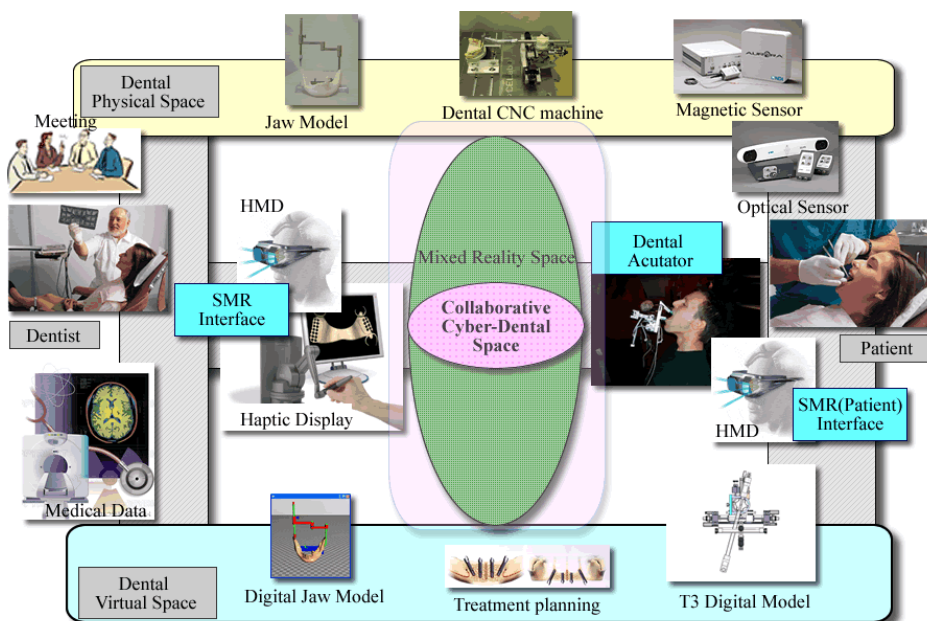 Dental
Physical Space
Jaw Model
Dental CNC machine
AURORA
Magnetic Sensor
Meeting
HMD
Optical Sensor
Mixed Reality Space
Dental
Acutator
SMR
Interface
Collaborative
Cyber-Dental
Space
Dentist
Patient
Haptic Display
HMD
SMR(Patient)
Interface
Medical Data
Dental
Virtual Space
Digital Jaw Model
Treatment planning
T3 Digital Model